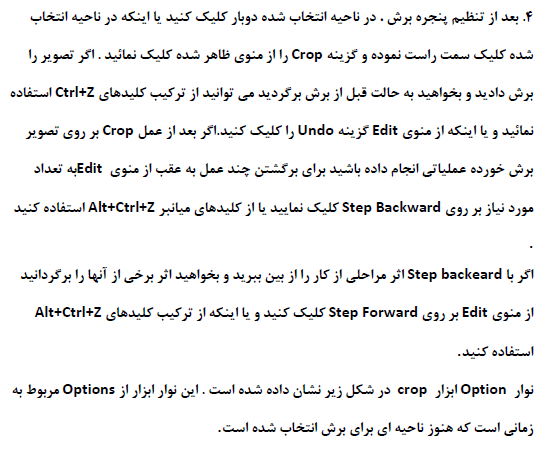 ۴. بعد از تنظیم پنجره برش ، در ناحیه انتخاب شده دوبار کلیک کنید یا اینکه در ناحیه انتخاب
شده کلیک سمت راست نموده و گزینه Crop را از منوی ظاهر شده کلیک نمائید . اگر تصویر را
برش دادید و بخواهید به حالت قبل از برش برگردید می توانید از ترکیب کلیدهای Ctrl+Z استفاده
نمائید و یا اینکه از منوی Edit گزینه Undo را کلیک کنید.اگر بعد از عمل Crop بر روی تصویر
برش خورده عملیاتی انجام داده باشید برای برگشتن چند عمل به عقب از منوی Editبه تعداد
مورد نیاز بر روی Step Backward کلیک نمایید یا از کلیدهای میانبر Alt+Ctrl+Z استفاده کنید
.
اگر با Step backeard اثر مراحلی از کار را از بین ببرید و بخواهید اثر برخی از آنها را برگردانید
از منوی Edit بر روی Step Forward کلیک کنید و یا اینکه از ترکیب کلیدهای Alt+Ctrl+Z
استفاده کنید.
نوار Option ابزار crop در شکل زیر نشان داده شده است . این نوار ابزار از Options مربوط به
زمانی است که هنوز ناحیه ای برای برش انتخاب شده است.